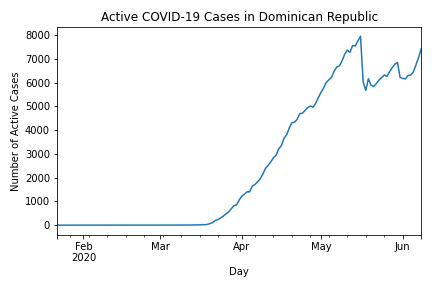 Active COVID-19 Cases in Dominican Republic
8000
7000
6000
5000
4000
3000
2000
1000
0
Number of Active Cases
Feb
2020
Mar
Apr
May
Jun
Day